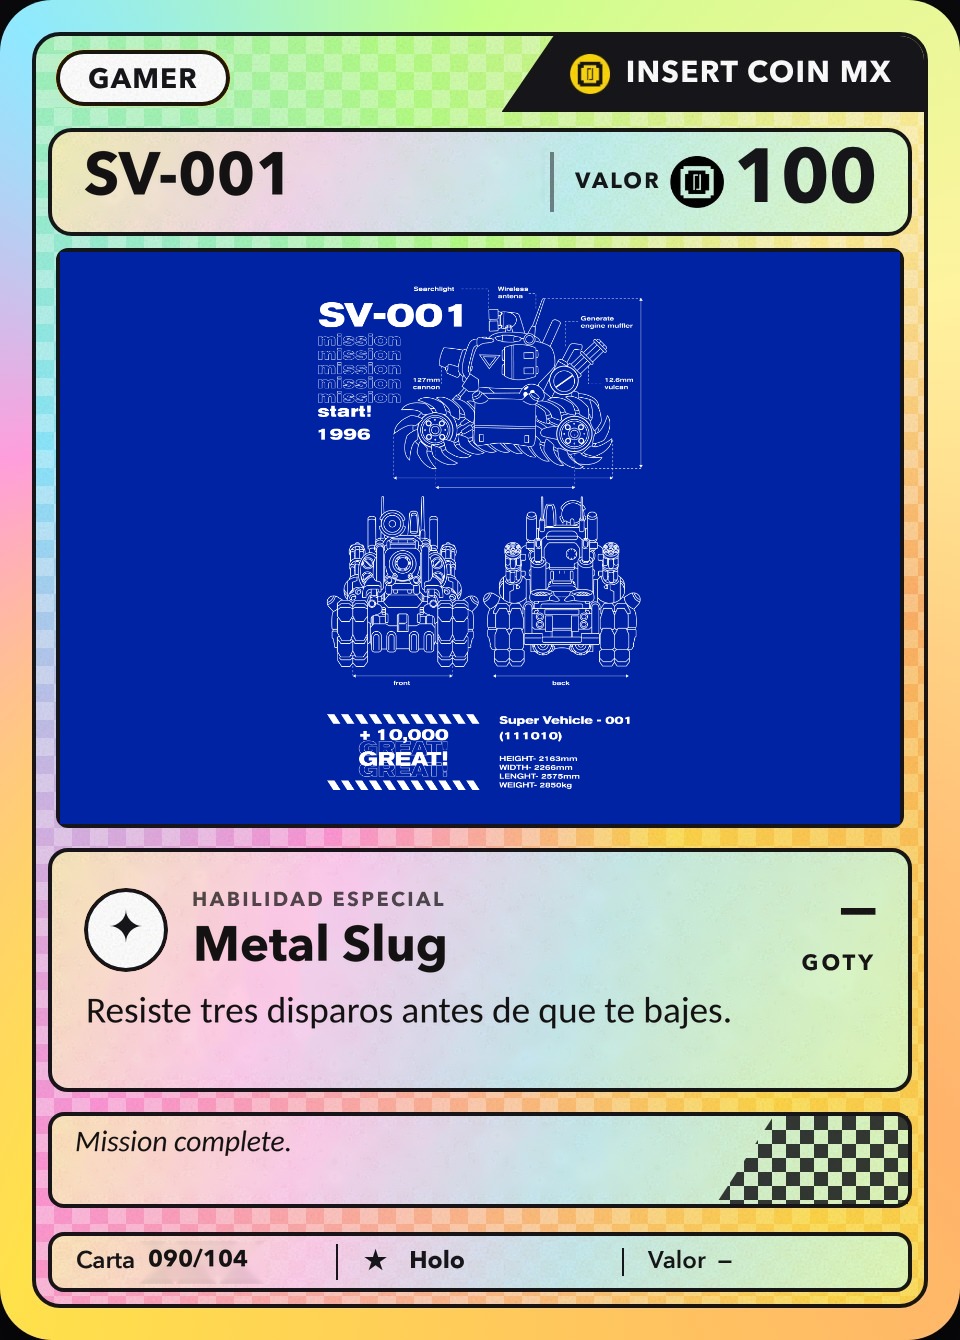 GAMER
INSERT COIN MX
SV-001
VALOR 100
Searchlight
Wireless
antena
SV-001
Generate
engine muffler
mission
mission
mission
mission
mission
start!
1996
127mm
cannon
12.6mm
vulcan
front
back
+ 10,000
GREAT!
GREAT!
GREAT!
Super Vehicle - 001
(111010)
HEIGHT- 2163mm
WIDTH- 2266mm
LENGHT- 2575mm
WEIGHT- 2850kg
HABILIDAD ESPECIAL
Metal Slug
—
GOTY
Resiste tres disparos antes de que te bajes.
Mission complete.
Carta 090/104
★ Holo
Valor –